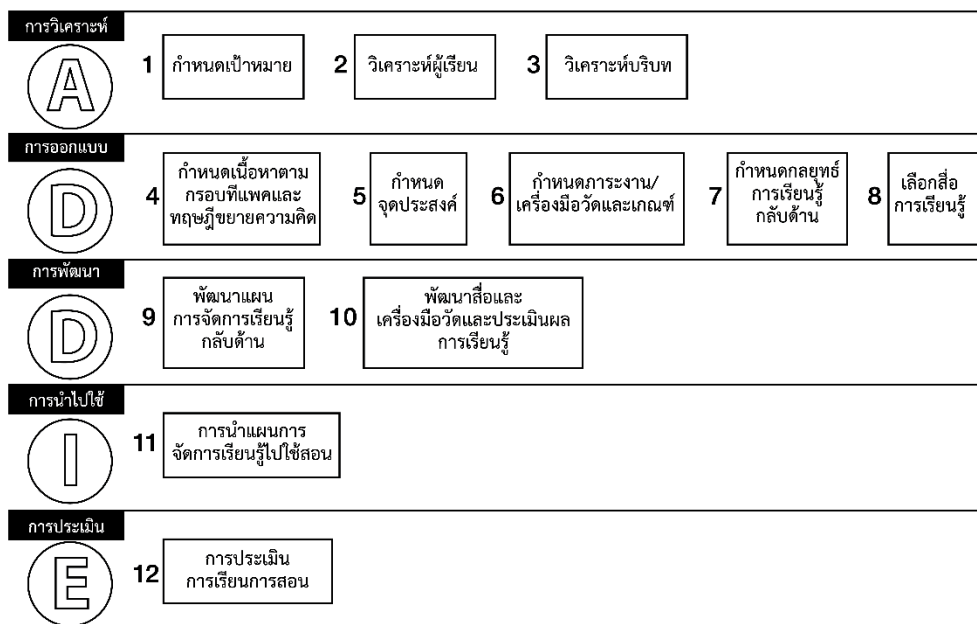 การวิเคราะห์
A
1 กำหนดเป้าหมาย
2 วิเคราะห์ผู้เรียน
3 วิเคราะห์บริบท
การออกแบบ
D
4 กำหนดเนื้อหาตาม
กรอบทีแพคและ
ทฤษฎีขยายความคิด
5 กำหนด
จุดประสงค์
6 กำหนดภาระงาน/
เครื่องมือวัดและเกณฑ์
7 กำหนดกลยุทธ์
การเรียนรู้
กลับด้าน
8 เลือกสื่อ
การเรียนรู้
การพัฒนา
D
9 พัฒนาแผน
การจัดการเรียนรู้
กลับด้าน
10 พัฒนาสื่อและ
เครื่องมือวัดและประเมินผล
การเรียนรู้
การนำไปใช้
I
11 การนำแผนการ
จัดการเรียนรู้ไปใช้สอน
การประเมิน
E
12 การประเมิน
การเรียนการสอน